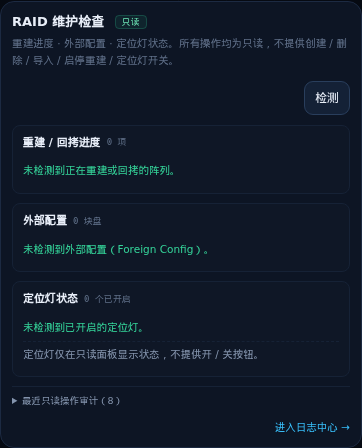 RAID 维护检查 只读
重建进度 · 外部配置 · 定位灯状态。所有操作均为只读，不提供创建 / 删
除 / 导入 / 启停重建 / 定位灯开关。
检测
重建 / 回拷进度 0 项
未检测到正在重建或回拷的阵列。
外部配置 0 块盘
未检测到外部配置（Foreign Config）。
定位灯状态 0 个已开启
未检测到已开启的定位灯。
定位灯仅在只读面板显示状态，不提供开 / 关按钮。
▶ 最近只读操作审计（8）
进入日志中心 →